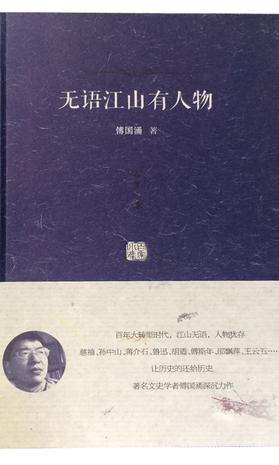 无语江山有人物
傅国涌 著
百年大转型时代，江山无语，人物犹存
慈禧、孙中山、蒋介石、鲁迅、胡适、傅斯年、邵飘萍、王云五……
让历史的还给历史
著名文史学者傅国涌深沉力作